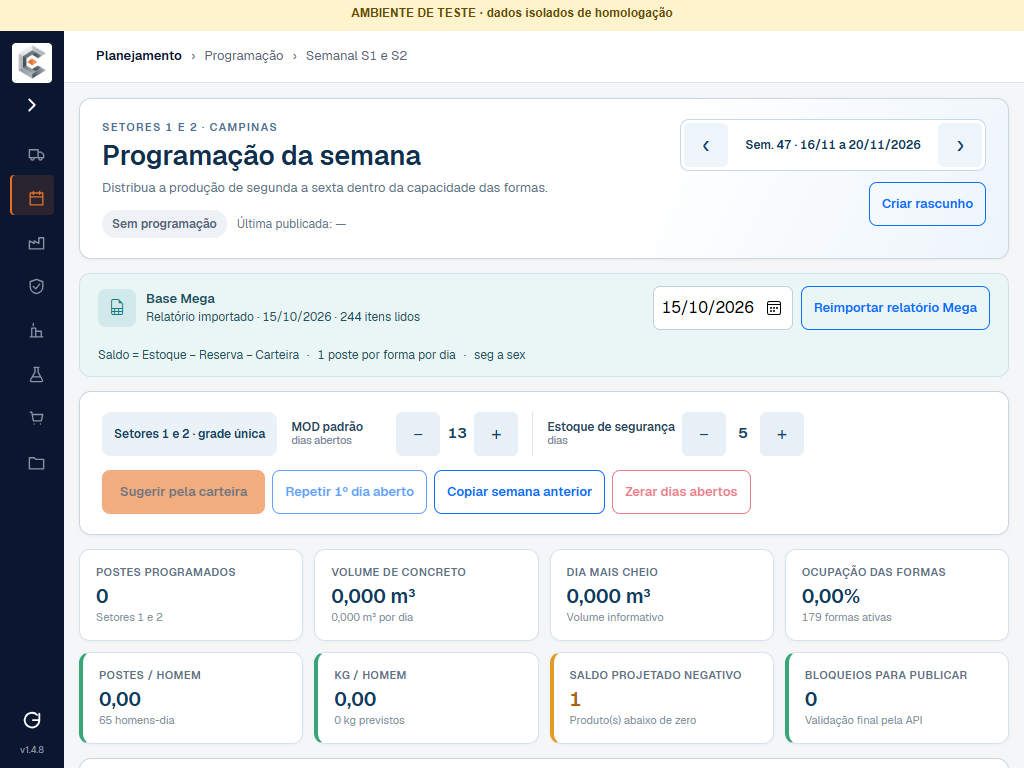 AMBIENTE DE TESTE · dados isolados de homologação
Planejamento › Programação › Semanal S1 e S2
SETORES 1 E 2 · CAMPINAS
Programação da semana
Distribua a produção de segunda a sexta dentro da capacidade das formas.
Sem programação Última publicada: —
‹ Sem. 47 · 16/11 a 20/11/2026 ›
Criar rascunho
Base Mega
Relatório importado · 15/10/2026 · 244 itens lidos
15/10/2026
Reimportar relatório Mega
Saldo = Estoque – Reserva – Carteira · 1 poste por forma por dia · seg a sex
Setores 1 e 2 · grade única
MOD padrão
dias abertos
− 13 +
Estoque de segurança
dias
− 5 +
Sugerir pela carteira
Repetir 1º dia aberto
Copiar semana anterior
Zerar dias abertos
POSTES PROGRAMADOS
0
Setores 1 e 2
VOLUME DE CONCRETO
0,000 m³
0,000 m³ por dia
DIA MAIS CHEIO
0,000 m³
Volume informativo
OCUPAÇÃO DAS FORMAS
0,00%
179 formas ativas
POSTES / HOMEM
0,00
65 homens-dia
KG / HOMEM
0,00
0 kg previstos
SALDO PROJETADO NEGATIVO
1
Produto(s) abaixo de zero
BLOQUEIOS PARA PUBLICAR
0
Validação final pela API
v1.4.8